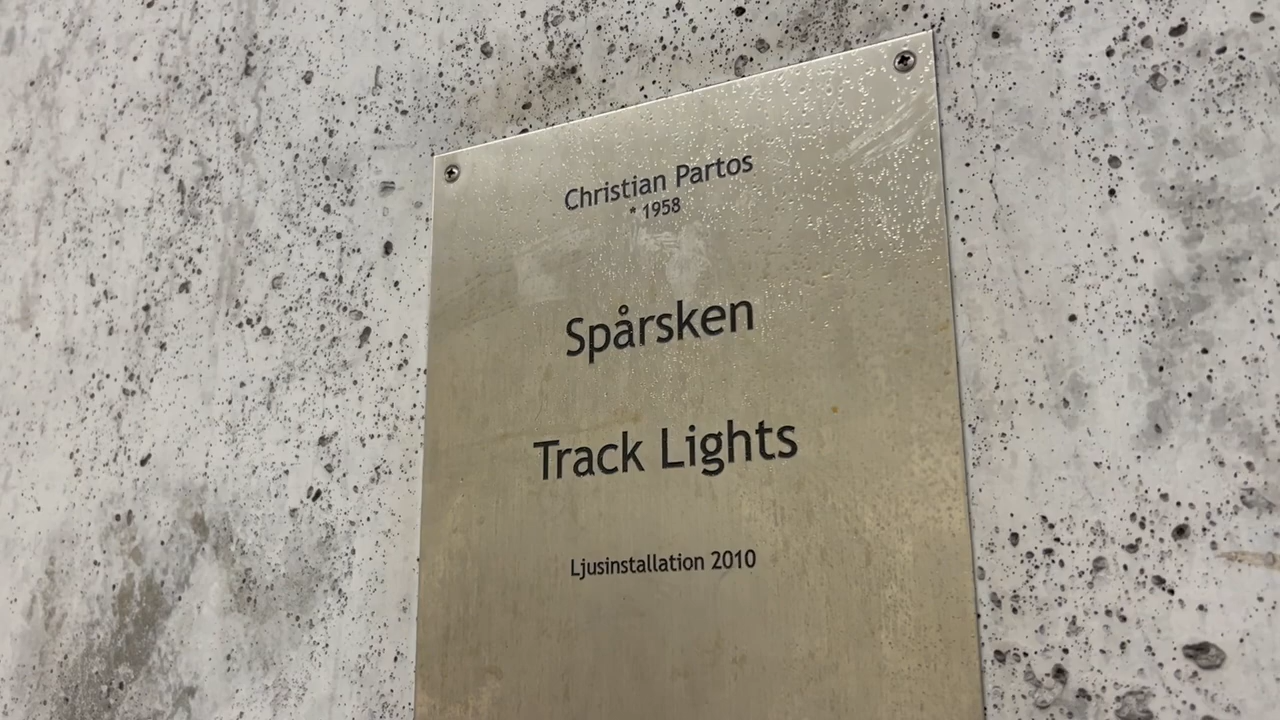 Christian Partos
* 1958
Spårsken
Track Lights
Ljusinstallation 2010